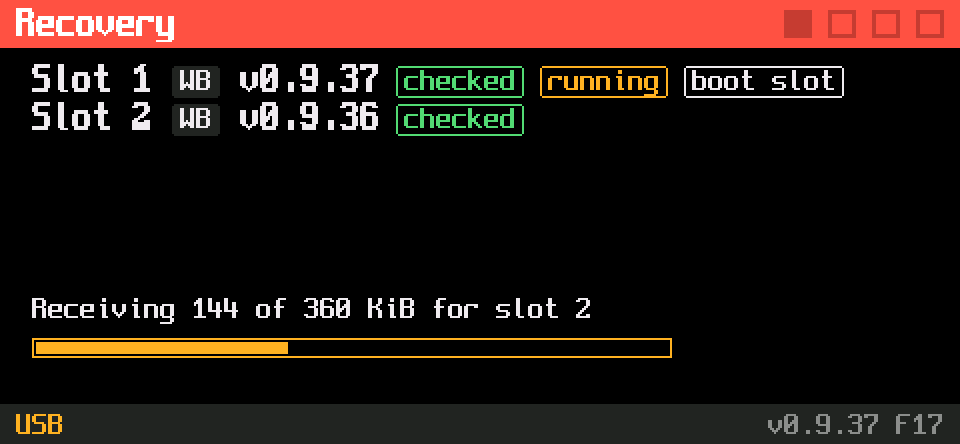 Recovery
Slot 1 WB v0.9.37 checked running boot slot
Slot 2 WB v0.9.36 checked
Receiving 144 of 360 KiB for slot 2
USB v0.9.37 F17